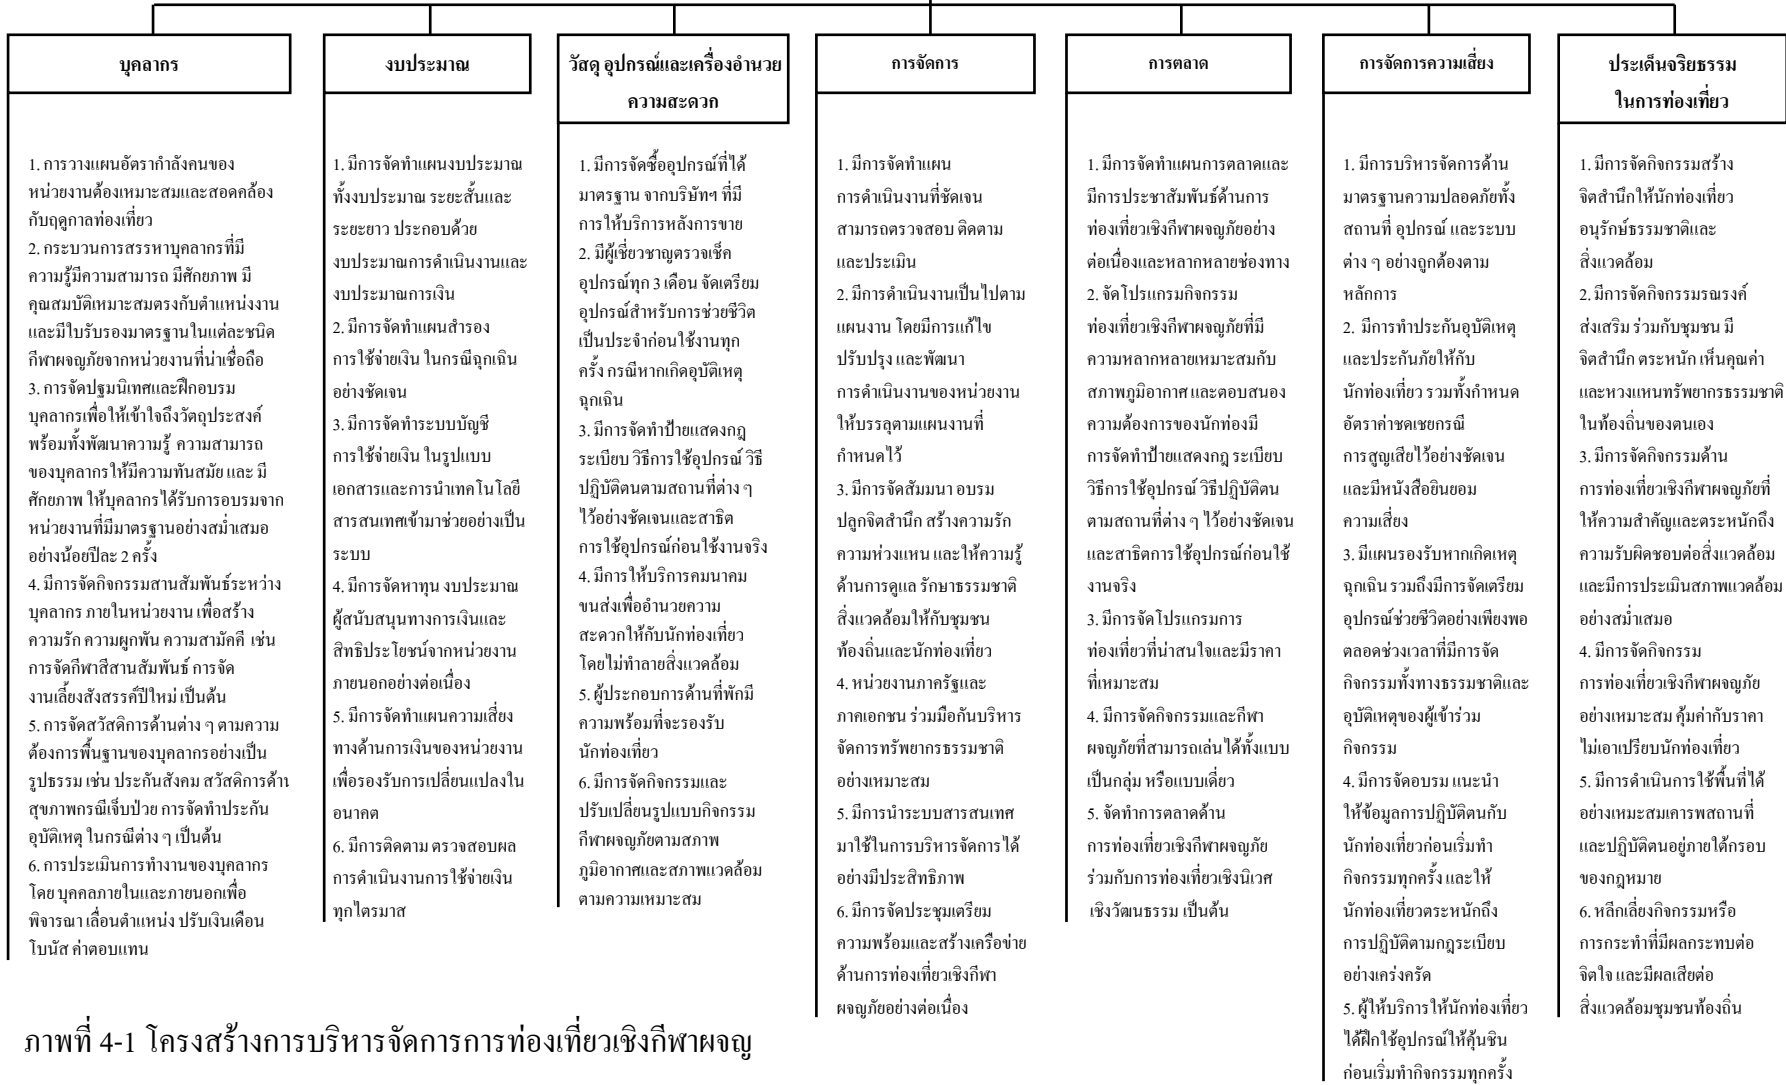 บุคลากร
1. การวางแผนอัตรากำลังคนของ
หน่วยงานต้องเหมาะสมและสอดคล้อง
กับฤดูกาลท่องเที่ยว
2. กระบวนการสรรหาบุคลากรที่มี
ความรู้มีความสามารถ มีศักยภาพ มี
คุณสมบัติเหมาะสมตรงกับตำแหน่งงาน
และมีใบรับรองมาตรฐานในแต่ละชนิด
กีฬาผจญภัยจากหน่วยงานที่น่าเชื่อถือ
3. การจัดปฐมนิเทศและฝึกอบรม
บุคลากรเพื่อให้เข้าใจถึงวัตถุประสงค์
พร้อมทั้งพัฒนาความรู้ ความสามารถ
ของบุคลากรให้มีความทันสมัย และ มี
ศักยภาพ ให้บุคลากรได้รับการอบรมจาก
หน่วยงานที่มีมาตรฐานอย่างสม่ำเสมอ
อย่างน้อยปีละ 2 ครั้ง
4. มีการจัดกิจกรรมสานสัมพันธ์ระหว่าง
บุคลากร ภายในหน่วยงาน เพื่อสร้าง
ความรัก ความผูกพัน ความสามัคคี เช่น
การจัดกีฬาสีสานสัมพันธ์ การจัด
งานเลี้ยงสังสรรค์ปีใหม่ เป็นต้น
5. การจัดสวัสดิการด้านต่าง ๆ ตามความ
ต้องการพื้นฐานของบุคลากรอย่างเป็น
รูปธรรม เช่น ประกันสังคม สวัสดิการด้าน
สุขภาพกรณีเจ็บป่วย การจัดทำประกัน
อุบัติเหตุ ในกรณีต่าง ๆ เป็นต้น
6. การประเมินการทำงานของบุคลากร
โดย บุคคลภายในและภายนอกเพื่อ
พิจารณา เลื่อนตำแหน่ง ปรับเงินเดือน
โบนัส ค่าตอบแทน
งบประมาณ
1. มีการจัดทำแผนงบประมาณ
ทั้งงบประมาณ ระยะสั้นและ
ระยะยาว ประกอบด้วย
งบประมาณการดำเนินงานและ
งบประมาณการเงิน
2. มีการจัดทำแผนสำรอง
การใช้จ่ายเงิน ในกรณีฉุกเฉิน
อย่างชัดเจน
3. มีการจัดทำระบบบัญชี
การใช้จ่ายเงิน ในรูปแบบ
เอกสารและการนำเทคโนโลยี
สารสนเทศเข้ามาช่วยอย่างเป็น
ระบบ
4. มีการจัดหาทุน งบประมาณ
ผู้สนับสนุนทางการเงินและ
สิทธิประโยชน์จากหน่วยงาน
ภายนอกอย่างต่อเนื่อง
5. มีการจัดทำแผนความเสี่ยง
ทางด้านการเงินของหน่วยงาน
เพื่อรองรับการเปลี่ยนแปลงใน
อนาคต
6. มีการติดตาม ตรวจสอบผล
การดำเนินงานการใช้จ่ายเงิน
ทุกไตรมาส
วัสดุ อุปกรณ์และเครื่องอำนวย
ความสะดวก
1. มีการจัดซื้ออุปกรณ์ที่ได้
มาตรฐาน จากบริษัทฯ ที่มี
การให้บริการหลังการขาย
2. มีผู้เชี่ยวชาญตรวจเช็ค
อุปกรณ์ทุก 3 เดือน จัดเตรียม
อุปกรณ์สำหรับการช่วยชีวิต
เป็นประจำก่อนใช้งานทุก
ครั้ง กรณีหากเกิดอุบัติเหตุ
ฉุกเฉิน
3. มีการจัดทำป้ายแสดงกฎ
ระเบียบ วิธีการใช้อุปกรณ์ วิธี
ปฏิบัติตนตามสถานที่ต่าง ๆ
ไว้อย่างชัดเจนและสาธิต
การใช้อุปกรณ์ก่อนใช้งานจริง
4. มีการให้บริการคมนาคม
ขนส่งเพื่ออำนวยความ
สะดวกให้กับนักท่องเที่ยว
โดยไม่ทำลายสิ่งแวดล้อม
5. ผู้ประกอบการด้านที่พักมี
ความพร้อมที่จะรองรับ
นักท่องเที่ยว
6. มีการจัดกิจกรรมและ
ปรับเปลี่ยนรูปแบบกิจกรรม
กีฬาผจญภัยตามสภาพ
ภูมิอากาศและสภาพแวดล้อม
ตามความเหมาะสม
การจัดการ
1. มีการจัดทำแผน
การดำเนินงานที่ชัดเจน
สามารถตรวจสอบ ติดตาม
และประเมิน
2. มีการดำเนินงานเป็นไปตาม
แผนงาน โดยมีการแก้ไข
ปรับปรุง และพัฒนา
การดำเนินงานของหน่วยงาน
ให้บรรลุตามแผนงานที่
กำหนดไว้
3. มีการจัดสัมมนา อบรม
ปลูกจิตสำนึก สร้างความรัก
ความห่วงแหน และให้ความรู้
ด้านการดูแล รักษาธรรมชาติ
สิ่งแวดล้อมให้กับชุมชน
ท้องถิ่นและนักท่องเที่ยว
4. หน่วยงานภาครัฐและ
ภาคเอกชน ร่วมมือกันบริหาร
จัดการทรัพยากรธรรมชาติ
อย่างเหมาะสม
5. มีการนำระบบสารสนเทศ
มาใช้ในการบริหารจัดการได้
อย่างมีประสิทธิภาพ
6. มีการจัดประชุมเตรียม
ความพร้อมและสร้างเครือข่าย
ด้านการท่องเที่ยวเชิงกีฬา
ผจญภัยอย่างต่อเนื่อง
การตลาด
1. มีการจัดทำแผนการตลาดและ
มีการประชาสัมพันธ์ด้านการ
ท่องเที่ยวเชิงกีฬาผจญภัยอย่าง
ต่อเนื่องและหลากหลายช่องทาง
2. จัดโปรแกรมกิจกรรม
ท่องเที่ยวเชิงกีฬาผจญภัยที่มี
ความหลากหลายเหมาะสมกับ
สภาพภูมิอากาศ และตอบสนอง
ความต้องการของนักท่องมี
การจัดทำป้ายแสดงกฎ ระเบียบ
วิธีการใช้อุปกรณ์ วิธีปฏิบัติตน
ตามสถานที่ต่าง ๆ ไว้อย่างชัดเจน
และสาธิตการใช้อุปกรณ์ก่อนใช้
งานจริง
3. มีการจัดโปรแกรมการ
ท่องเที่ยวที่น่าสนใจและมีราคา
ที่เหมาะสม
4. มีการจัดกิจกรรมและกีฬา
ผจญภัยที่สามารถเล่นได้ทั้งแบบ
เป็นกลุ่ม หรือแบบเดี่ยว
5. จัดทำการตลาดด้าน
การท่องเที่ยวเชิงกีฬาผจญภัย
ร่วมกับการท่องเที่ยวเชิงนิเวศ
เชิงวัฒนธรรม เป็นต้น
การจัดการความเสี่ยง
1. มีการบริหารจัดการด้าน
มาตรฐานความปลอดภัยทั้ง
สถานที่ อุปกรณ์ และระบบ
ต่าง ๆ อย่างถูกต้องตาม
หลักการ
2. มีการทำประกันอุบัติเหตุ
และประกันภัยให้กับ
นักท่องเที่ยว รวมทั้งกำหนด
อัตราค่าชดเชยกรณี
การสูญเสียไว้อย่างชัดเจน
และมีหนังสือยินยอม
ความเสี่ยง
3. มีแผนรองรับหากเกิดเหตุ
ฉุกเฉิน รวมถึงมีการจัดเตรียม
อุปกรณ์ช่วยชีวิตอย่างเพียงพอ
ตลอดช่วงเวลาที่มีการจัด
กิจกรรมทั้งทางธรรมชาติและ
อุบัติเหตุของผู้เข้าร่วม
กิจกรรม
4. มีการจัดอบรม แนะนำ
ให้ข้อมูลการปฏิบัติตนกับ
นักท่องเที่ยวก่อนเริ่มทำ
กิจกรรมทุกครั้ง และให้
นักท่องเที่ยวตระหนักถึง
การปฏิบัติตามกฎระเบียบ
อย่างเคร่งครัด
5. ผู้ให้บริการให้นักท่องเที่ยว
ได้ฝึกใช้อุปกรณ์ให้คุ้นชิน
ก่อนเริ่มทำกิจกรรมทุกครั้ง
ประเด็นจริยธรรม
ในการท่องเที่ยว
1. มีการจัดกิจกรรมสร้าง
จิตสำนึกให้นักท่องเที่ยว
อนุรักษ์ธรรมชาติและ
สิ่งแวดล้อม
2. มีการจัดกิจกรรมรณรงค์
ส่งเสริม ร่วมกับชุมชน มี
จิตสำนึก ตระหนัก เห็นคุณค่า
และหวงแหนทรัพยากรธรรมชาติ
ในท้องถิ่นของตนเอง
3. มีการจัดกิจกรรมด้าน
การท่องเที่ยวเชิงกีฬาผจญภัยที่
ให้ความสำคัญและตระหนักถึง
ความรับผิดชอบต่อสิ่งแวดล้อม
และมีการประเมินสภาพแวดล้อม
อย่างสม่ำเสมอ
4. มีการจัดกิจกรรม
การท่องเที่ยวเชิงกีฬาผจญภัย
อย่างเหมาะสม คุ้มค่ากับราคา
ไม่เอาเปรียบนักท่องเที่ยว
5. มีการดำเนินการใช้พื้นที่ได้
อย่างเหมาะสมเคารพสถานที่
และปฏิบัติตนอยู่ภายใต้กรอบ
ของกฎหมาย
6. หลีกเลี่ยงกิจกรรมหรือ
การกระทำที่มีผลกระทบต่อ
จิตใจ และมีผลเสียต่อ
สิ่งแวดล้อมชุมชนท้องถิ่น
ภาพที่ 4-1 โครงสร้างการบริหารจัดการการท่องเที่ยวเชิงกีฬาผจญ